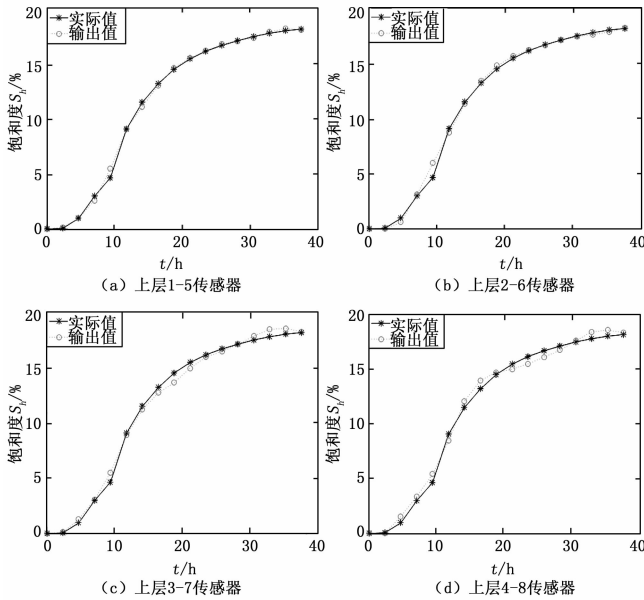 20
实际值
输出值
15
10
5
0
饱和度Sₕ/%
0 10 20 30 40
t/h
(a) 上层1-5传感器
20
实际值
输出值
15
10
5
0
饱和度Sₕ/%
0 10 20 30 40
t/h
(b) 上层2-6传感器
20
实际值
输出值
15
10
5
0
饱和度Sₕ/%
0 10 20 30 40
t/h
(c) 上层3-7传感器
20
实际值
输出值
15
10
5
0
饱和度Sₕ/%
0 10 20 30 40
t/h
(d) 上层4-8传感器